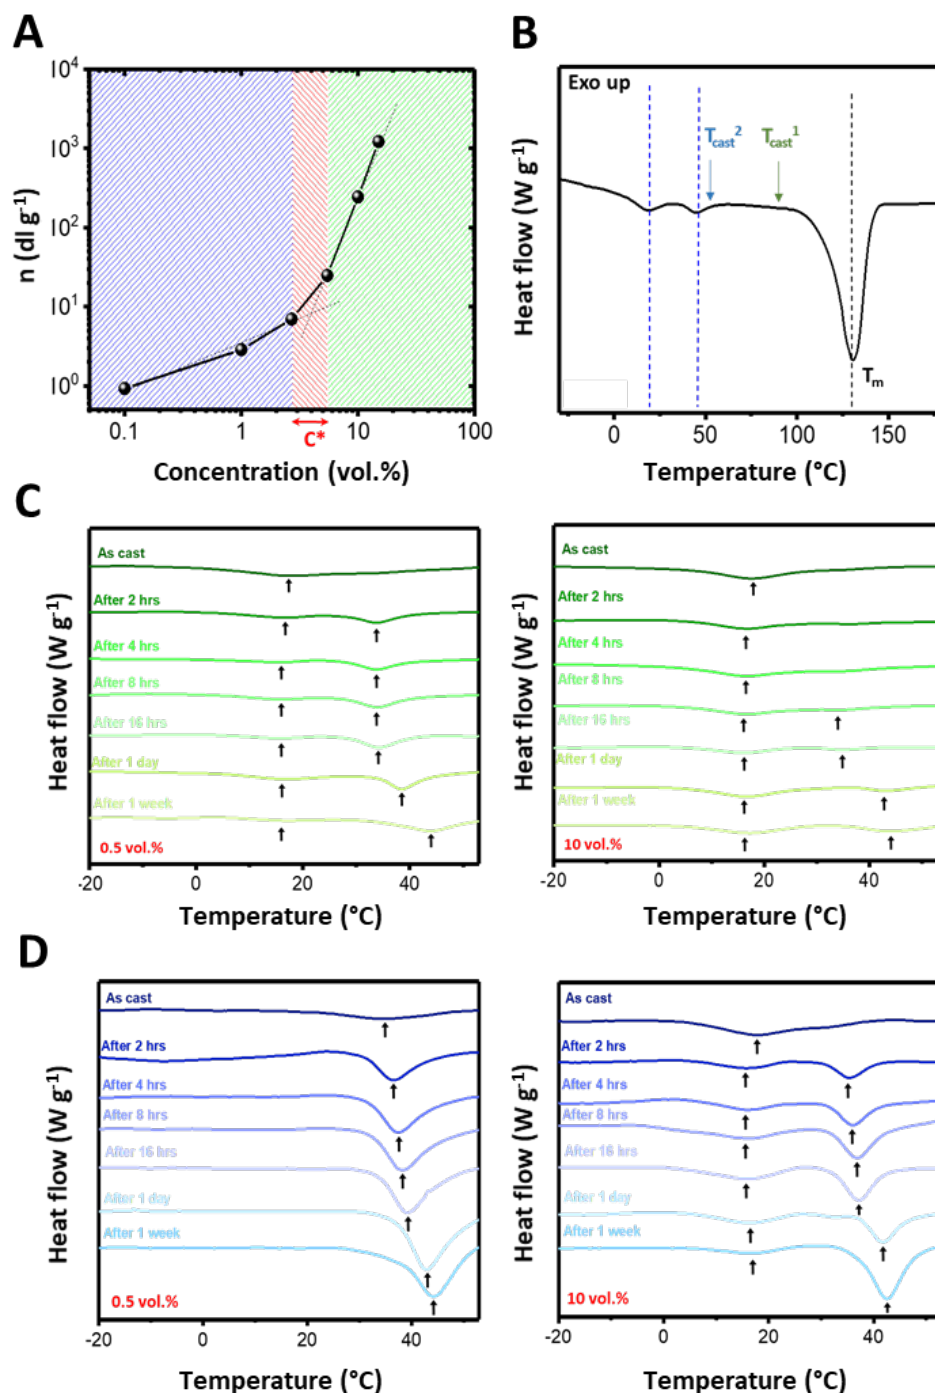 A
n (dl g⁻¹)
10⁴
10³
10²
10¹
10⁰
0.1
1
10
100
C*
Concentration (vol.%)
B
Exo up
T_cast²
T_cast¹
T_m
Heat flow (W g⁻¹)
0
50
100
150
Temperature (°C)
C
Heat flow (W g⁻¹)
As cast
After 2 hrs
After 4 hrs
After 8 hrs
After 16 hrs
After 1 day
After 1 week
0.5 vol.%
-20
0
20
40
Temperature (°C)
Heat flow (W g⁻¹)
As cast
After 2 hrs
After 4 hrs
After 8 hrs
After 16 hrs
After 1 day
After 1 week
10 vol.%
-20
0
20
40
Temperature (°C)
D
Heat flow (W g⁻¹)
As cast
After 2 hrs
After 4 hrs
After 8 hrs
After 16 hrs
After 1 day
After 1 week
0.5 vol.%
-20
0
20
40
Temperature (°C)
Heat flow (W g⁻¹)
As cast
After 2 hrs
After 4 hrs
After 8 hrs
After 16 hrs
After 1 day
After 1 week
10 vol.%
-20
0
20
40
Temperature (°C)